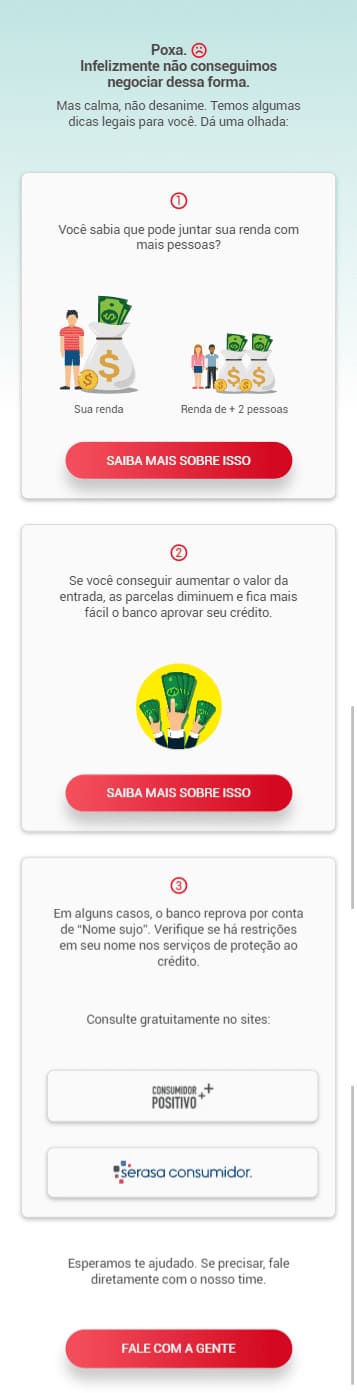 Poxa.
Infelizmente não conseguimos
negociar dessa forma.
Mas calma, não desanime. Temos algumas
dicas legais para você. Dá uma olhada:
1
Você sabia que pode juntar sua renda com
mais pessoas?
$
$
$
$
$
$
$
$
Sua renda
Renda de + 2 pessoas
SAIBA MAIS SOBRE ISSO
2
Se você conseguir aumentar o valor da
entrada, as parcelas diminuem e fica mais
fácil o banco aprovar seu crédito.
SAIBA MAIS SOBRE ISSO
3
Em alguns casos, o banco reprova por conta
de “Nome sujo”. Verifique se há restrições
em seu nome nos serviços de proteção ao
crédito.
Consulte gratuitamente no sites:
CONSUMIDOR
POSITIVO ++
serasa consumidor.
Esperamos te ajudado. Se precisar, fale
diretamente com o nosso time.
FALE COM A GENTE